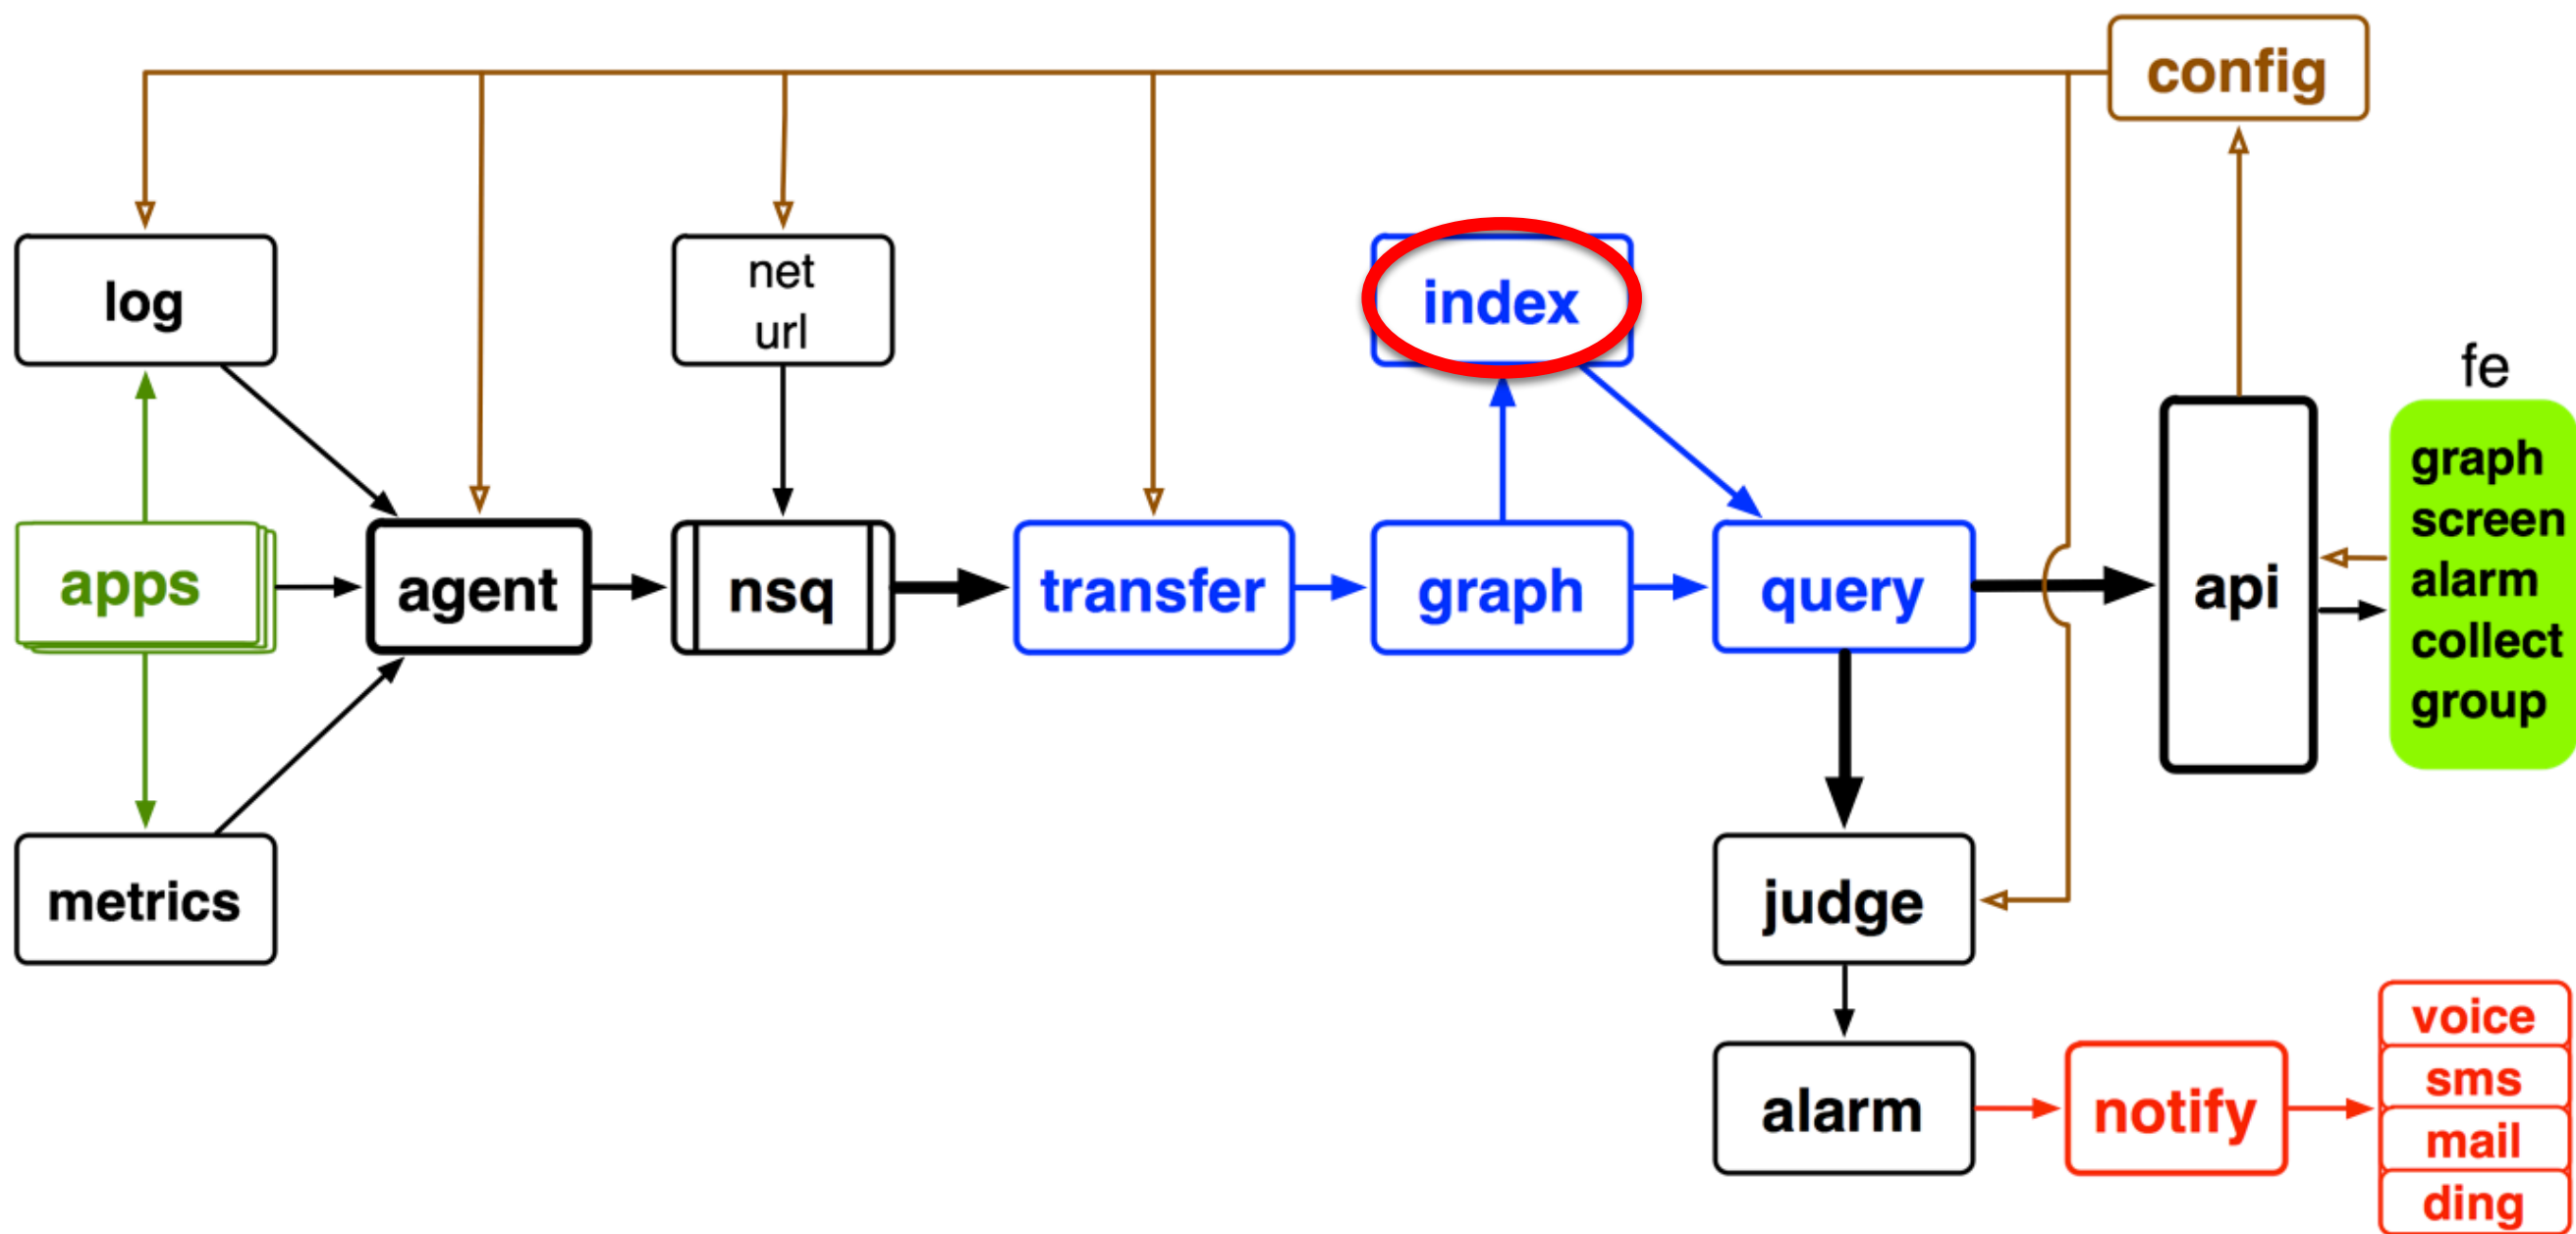 config
log
net
url
index
fe
graph
screen
alarm
collect
group
apps
agent
nsq
transfer
graph
query
api
metrics
judge
alarm
notify
voice
sms
mail
ding